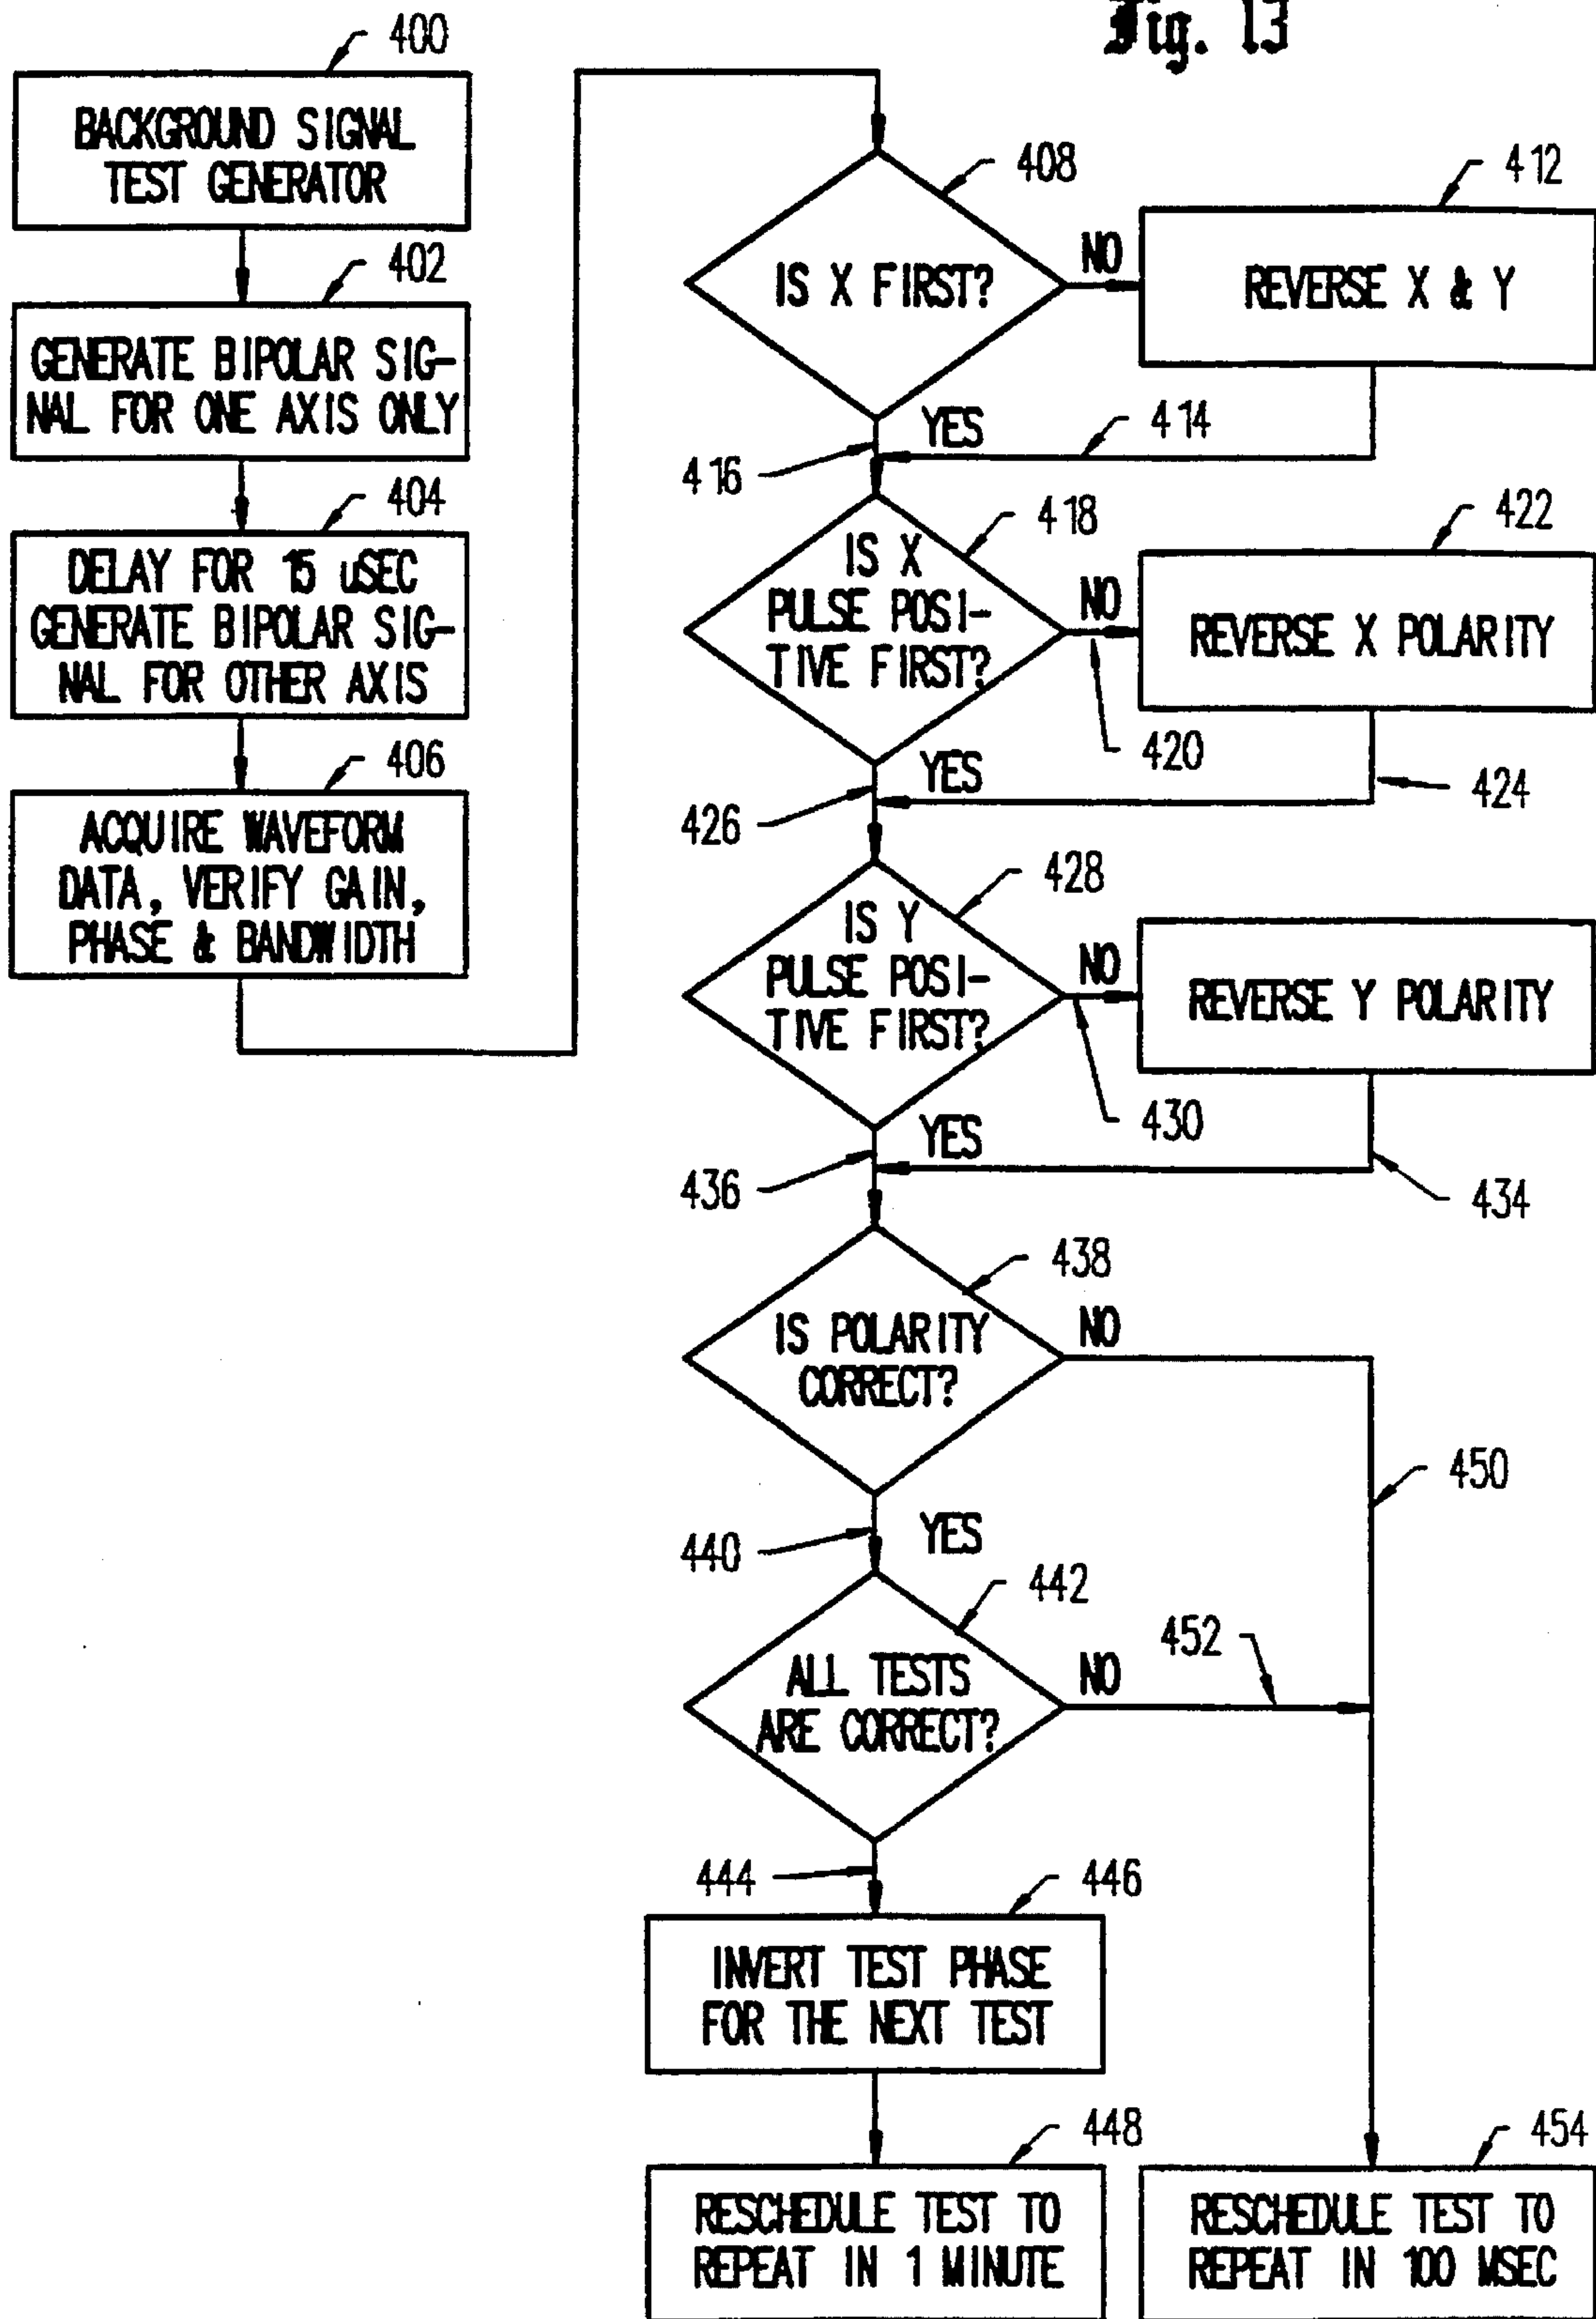 Fig. 13
400
BACKGROUND SIGNAL
TEST GENERATOR
402
GENERATE BIPOLAR SIG-
NAL FOR ONE AXIS ONLY
404
DELAY FOR 15 uSEC
GENERATE BIPOLAR SIG-
NAL FOR OTHER AXIS
406
ACQUIRE WAVEFORM
DATA, VERIFY GAIN,
PHASE & BANDWIDTH
408
IS X FIRST?
NO
412
REVERSE X & Y
YES
414
416
418
IS X
PULSE POSI-
TIVE FIRST?
NO
420
422
REVERSE X POLARITY
424
YES
426
428
IS Y
PULSE POSI-
TIVE FIRST?
NO
430
REVERSE Y POLARITY
434
YES
436
438
IS POLARITY
CORRECT?
NO
450
YES
440
442
ALL TESTS
ARE CORRECT?
NO
452
444
446
INVERT TEST PHASE
FOR THE NEXT TEST
448
RESCHEDULE TEST TO
REPEAT IN 1 MINUTE
454
RESCHEDULE TEST TO
REPEAT IN 100 MSEC